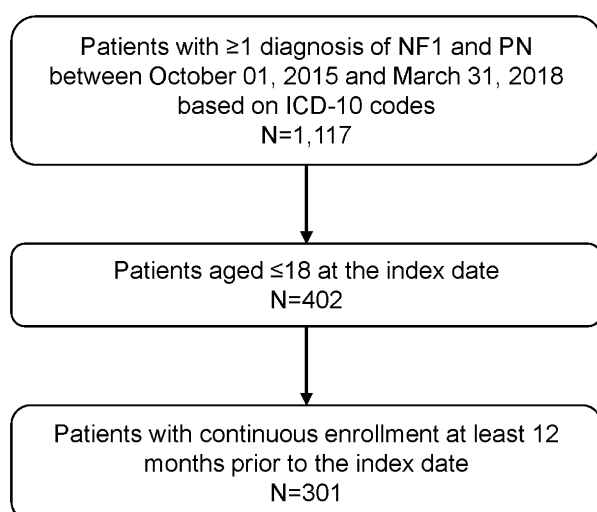 Patients with ≥1 diagnosis of NF1 and PN
between October 01, 2015 and March 31, 2018
based on ICD-10 codes
N=1,117
Patients aged ≤18 at the index date
N=402
Patients with continuous enrollment at least 12
months prior to the index date
N=301